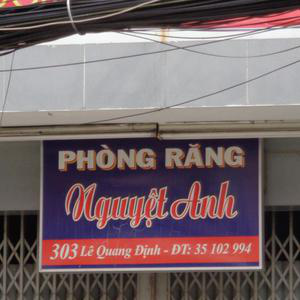 PHÒNG RĂNG
Nguyệt Anh
303 Lê Quang Định - ĐT: 35 102 994